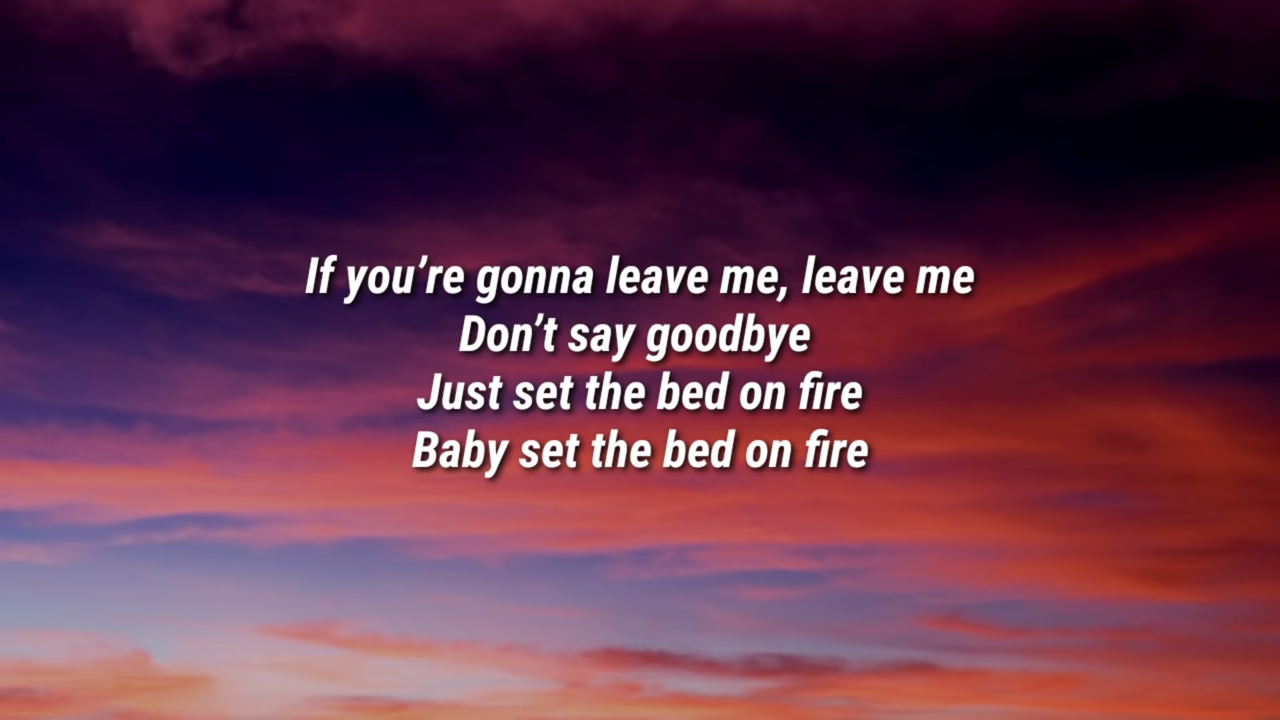 If you’re gonna leave me, leave me
Don’t say goodbye
Just set the bed on fire
Baby set the bed on fire